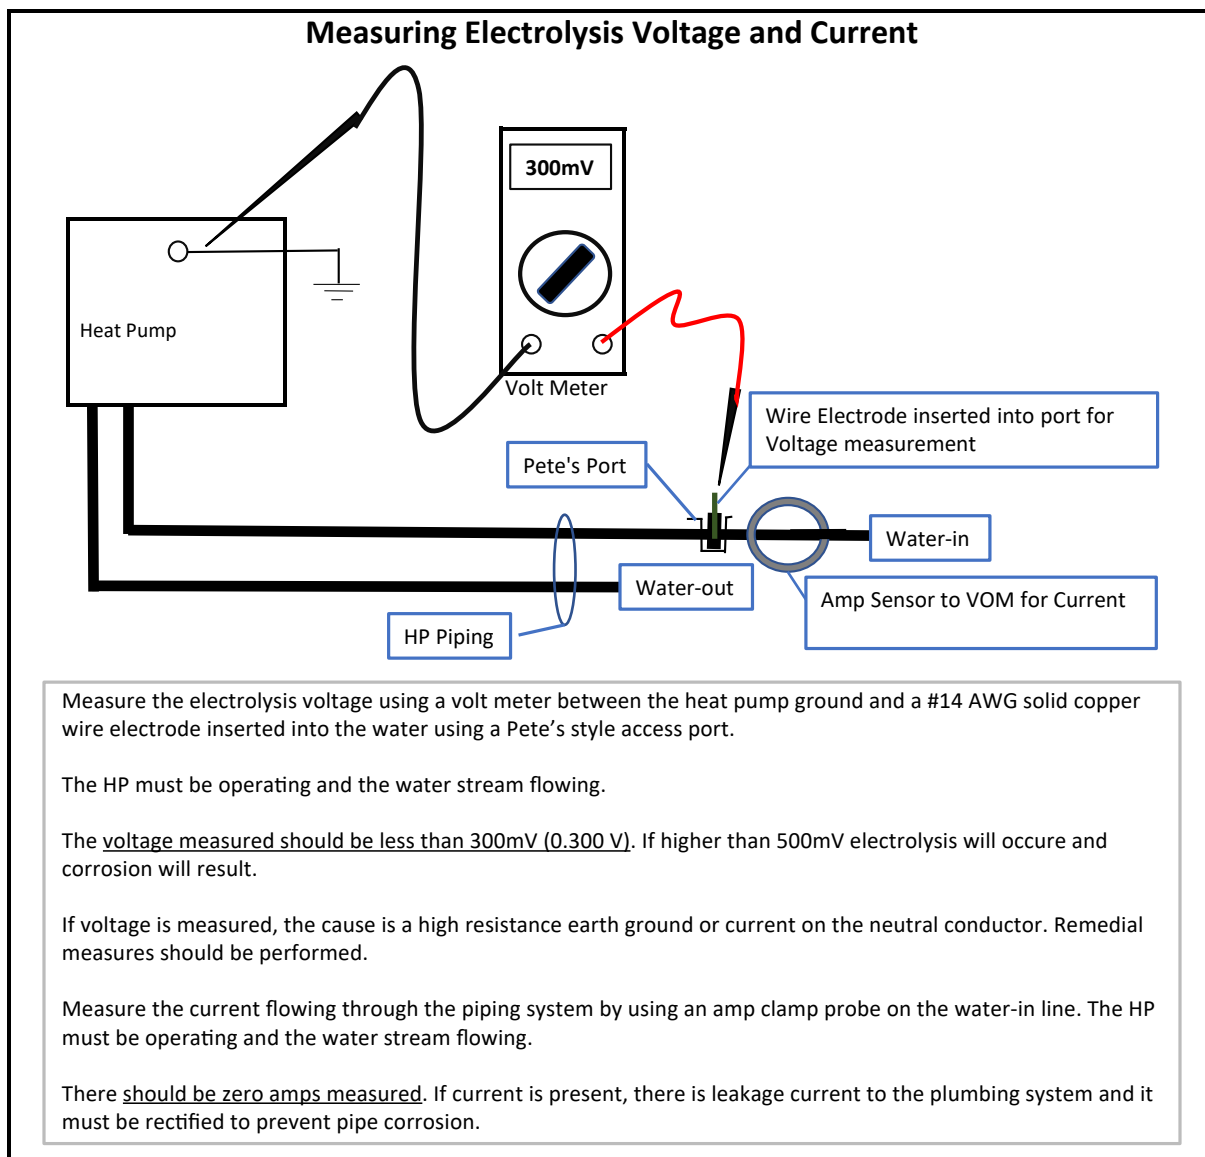 Measuring Electrolysis Voltage and Current
300mV
Heat Pump
Volt Meter
Wire Electrode inserted into port for
Voltage measurement
Pete's Port
Water-in
Water-out
Amp Sensor to VOM for Current
HP Piping
Measure the electrolysis voltage using a volt meter between the heat pump ground and a #14 AWG solid copper
wire electrode inserted into the water using a Pete’s style access port.
The HP must be operating and the water stream flowing.
The voltage measured should be less than 300mV (0.300 V). If higher than 500mV electrolysis will occure and
corrosion will result.
If voltage is measured, the cause is a high resistance earth ground or current on the neutral conductor. Remedial
measures should be performed.
Measure the current flowing through the piping system by using an amp clamp probe on the water-in line. The HP
must be operating and the water stream flowing.
There should be zero amps measured. If current is present, there is leakage current to the plumbing system and it
must be rectified to prevent pipe corrosion.